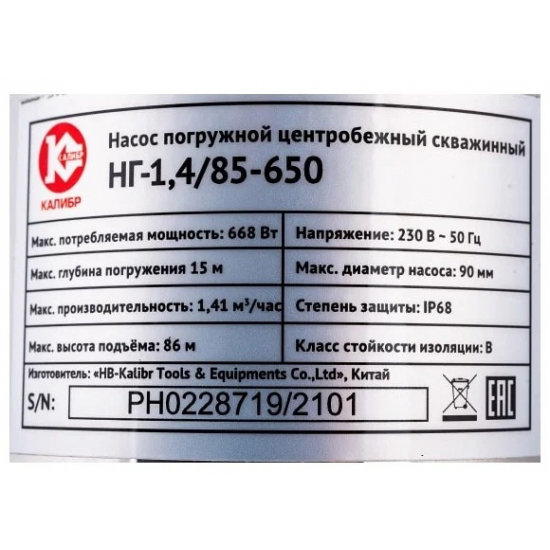 КАЛИБР
КАЛИБР
Насос погружной центробежный скважинный
НГ-1,4/85-650
Макс. потребляемая мощность: 668 Вт
Напряжение: 230 В ~ 50 Гц
Макс. глубина погружения 15 м
Макс. диаметр насоса: 90 мм
Макс. производительность: 1,41 м³/час
Степень защиты: IP68
Макс. высота подъёма: 86 м
Класс стойкости изоляции: В
Изготовитель: «HB-Kalibr Tools & Equipments Co.,Ltd», Китай
S/N: PH0228719/2101
EAC